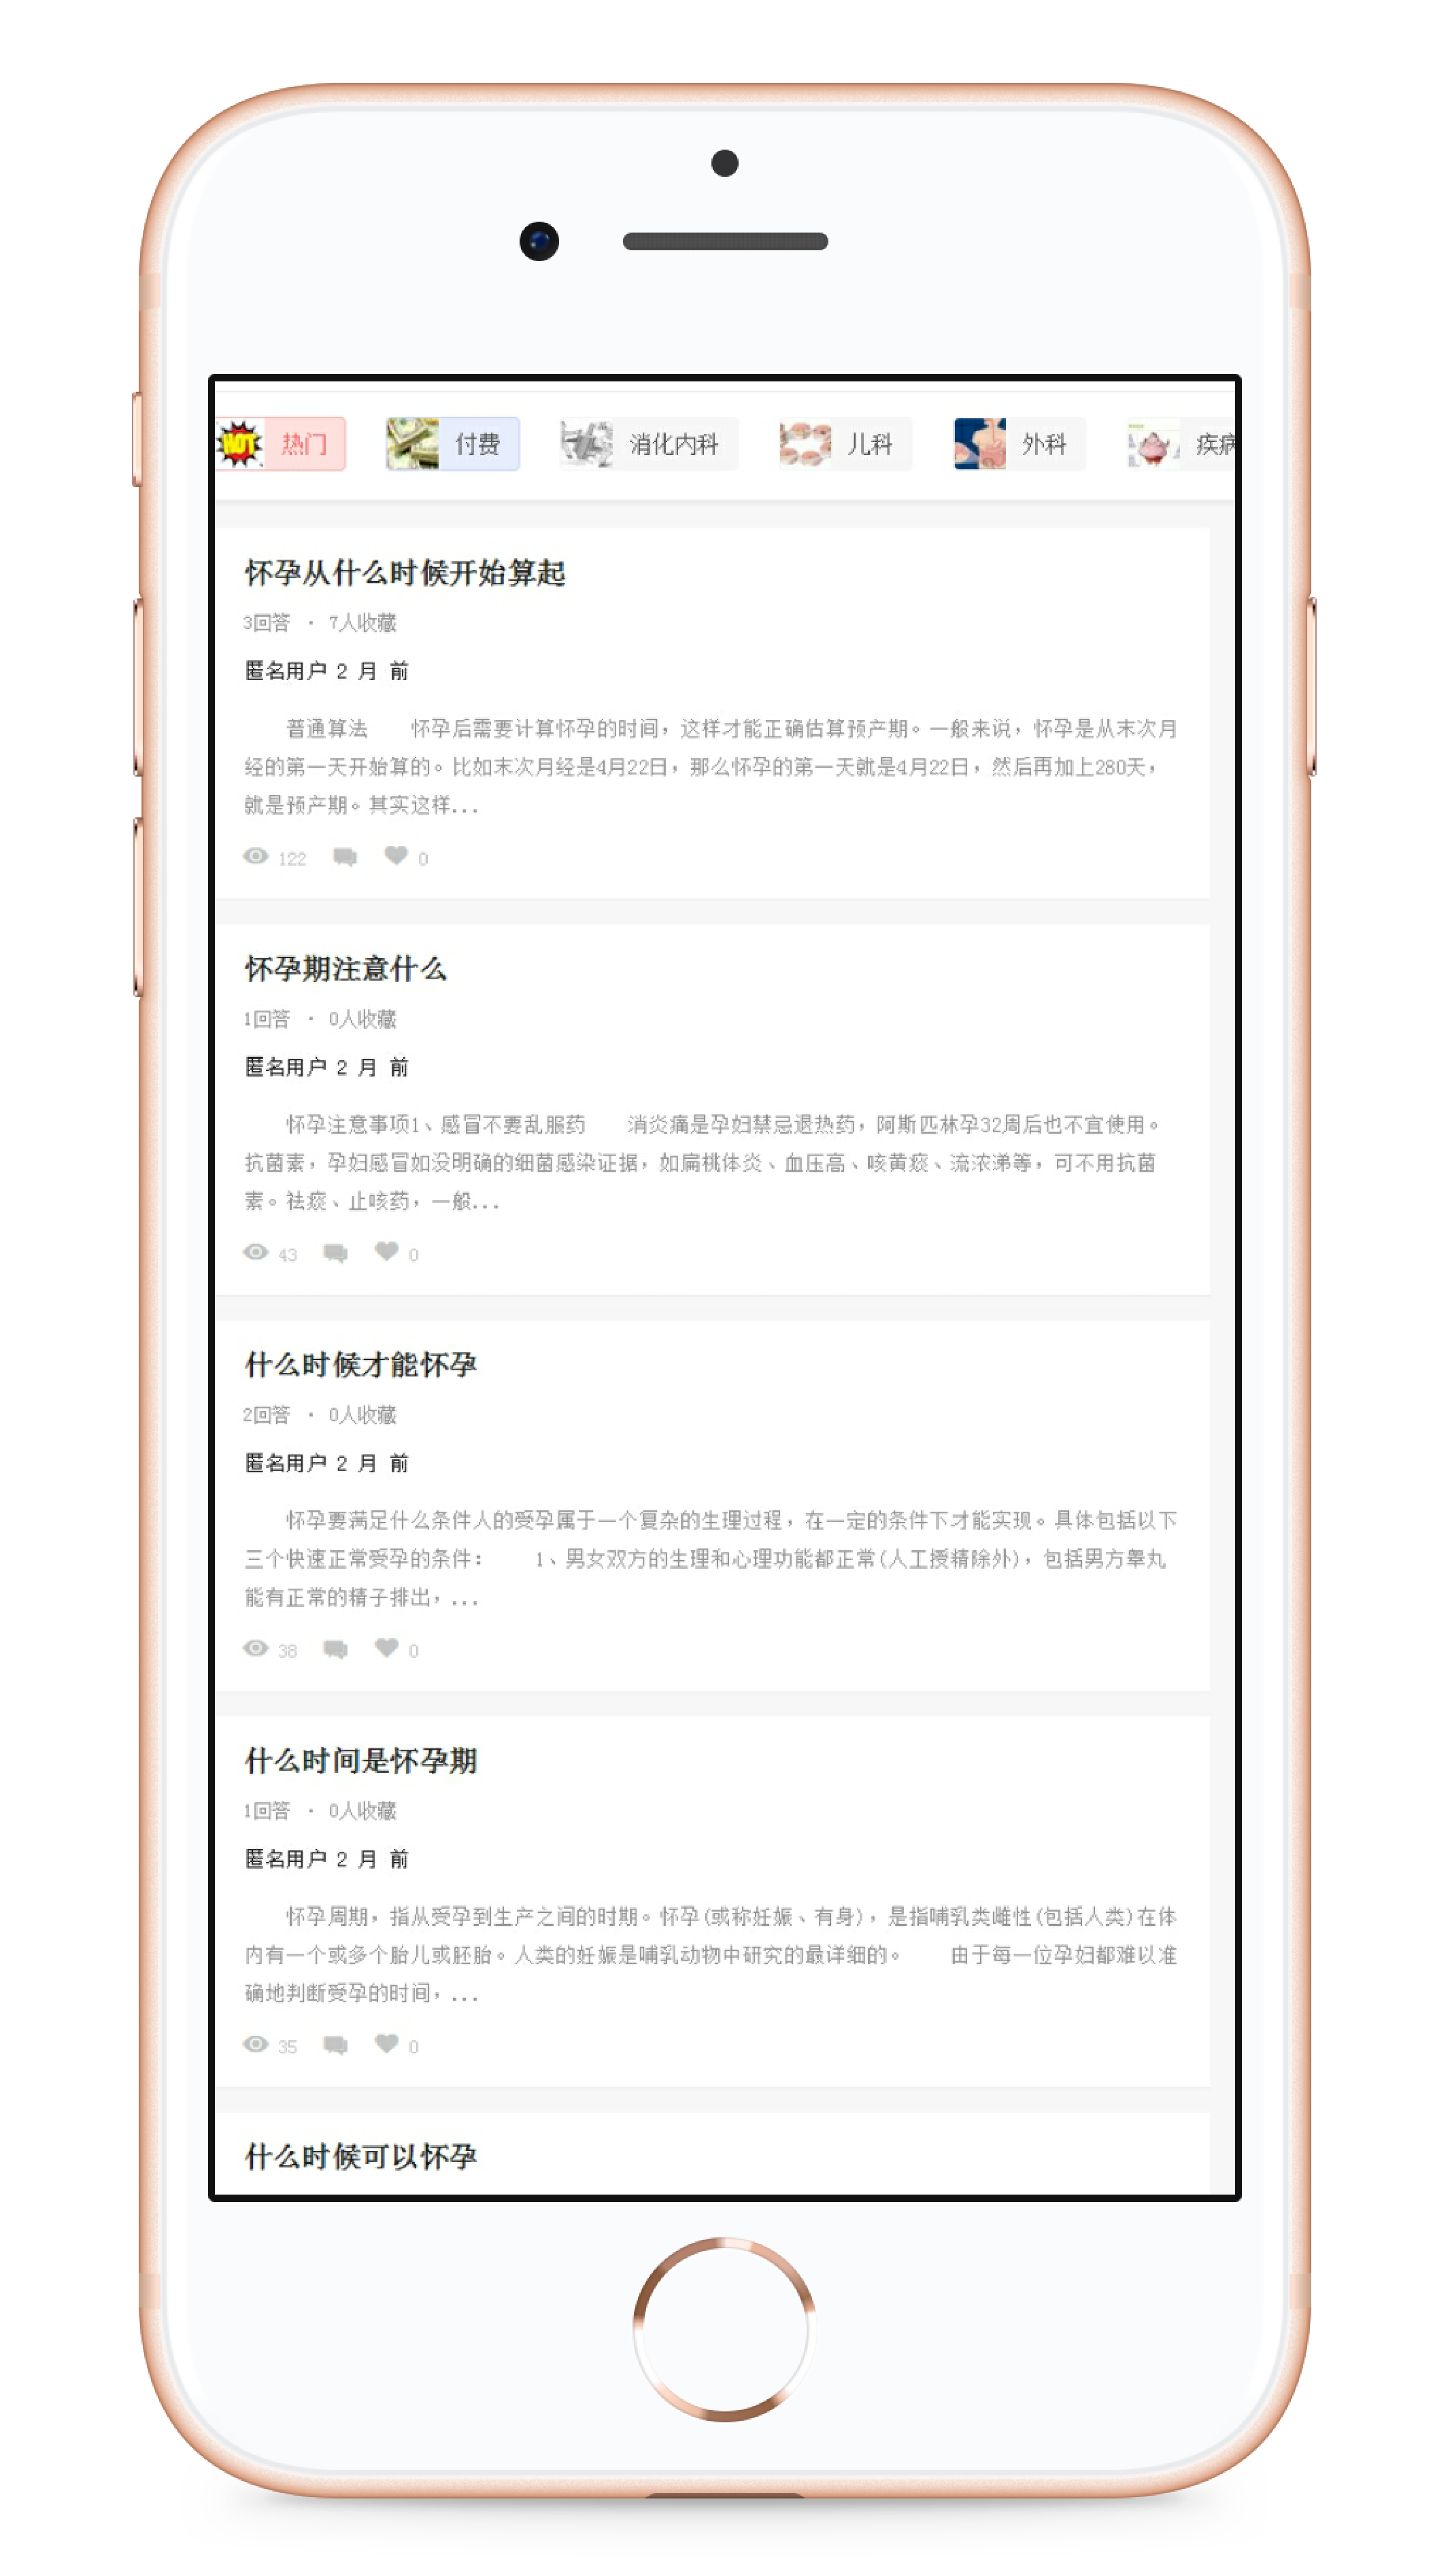 HOT 热门 付费 消化内科 儿科 外科 疾病
怀孕从什么时候开始算起
3回答 · 7人收藏
匿名用户 2 月 前
普通算法 怀孕后需要计算怀孕的时间，这样才能正确估算预产期。一般来说，怀孕是从末次月
经的第一天开始算的。比如末次月经是4月22日，那么怀孕的第一天就是4月22日，然后再加上280天，
就是预产期。其实这样...
122 0
怀孕期注意什么
1回答 · 0人收藏
匿名用户 2 月 前
怀孕注意事项1、感冒不要乱服药 消炎痛是孕妇禁忌退热药，阿斯匹林孕32周后也不宜使用。
抗菌素，孕妇感冒如没明确的细菌感染证据，如扁桃体炎、血压高、咳黄痰、流浓涕等，可不用抗菌
素。祛痰、止咳药，一般...
43 0
什么时候才能怀孕
2回答 · 0人收藏
匿名用户 2 月 前
怀孕要满足什么条件人的受孕属于一个复杂的生理过程，在一定的条件下才能实现。具体包括以下
三个快速正常受孕的条件： 1、男女双方的生理和心理功能都正常(人工授精除外)，包括男方睾丸
能有正常的精子排出，...
38 0
什么时间是怀孕期
1回答 · 0人收藏
匿名用户 2 月 前
怀孕周期，指从受孕到生产之间的时期。怀孕(或称妊娠、有身)，是指哺乳类雌性(包括人类)在体
内有一个或多个胎儿或胚胎。人类的妊娠是哺乳动物中研究的最详细的。 由于每一位孕妇都难以准
确地判断受孕的时间，...
35 0
什么时候可以怀孕